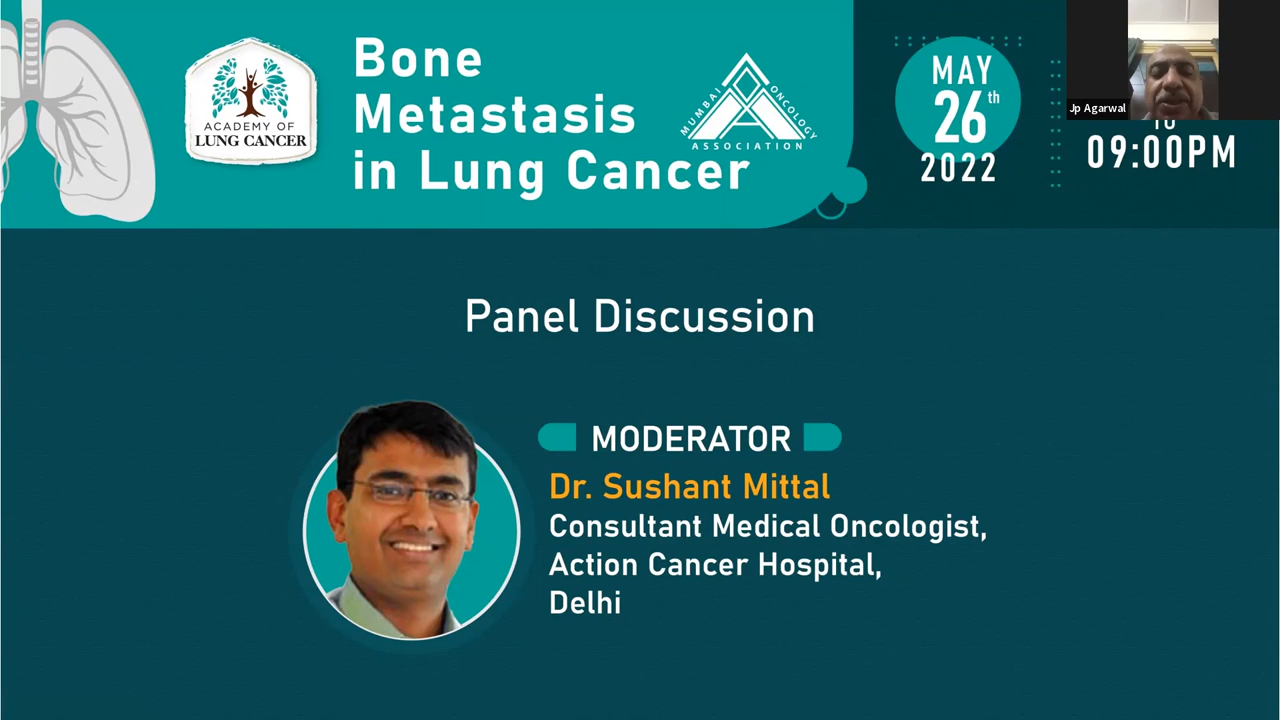 ACADEMY OF
LUNG CANCER
Bone
Metastasis
in Lung Cancer
MUMBAI ONCOLOGY
ASSOCIATION
MAY
26th
2022
Jp Agarwal
09:00PM
Panel Discussion
MODERATOR
Dr. Sushant Mittal
Consultant Medical Oncologist,
Action Cancer Hospital,
Delhi